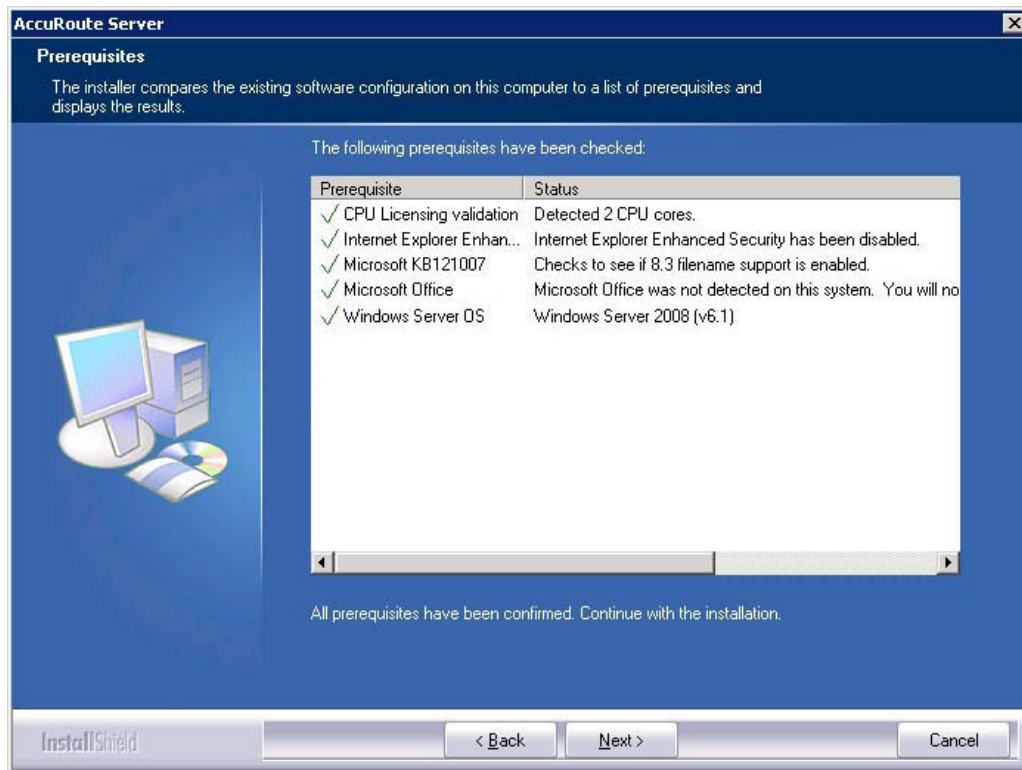 AccuRoute Server
Prerequisites
The installer compares the existing software configuration on this computer to a list of prerequisites and
displays the results.
The following prerequisites have been checked:
Prerequisite Status
CPU Licensing validation Detected 2 CPU cores.
Internet Explorer Enhan... Internet Explorer Enhanced Security has been disabled.
Microsoft KB121007 Checks to see if 8.3 filename support is enabled.
Microsoft Office Microsoft Office was not detected on this system. You will no
Windows Server OS Windows Server 2008 (v6.1)
All prerequisites have been confirmed. Continue with the installation.
InstallShield < Back Next > Cancel